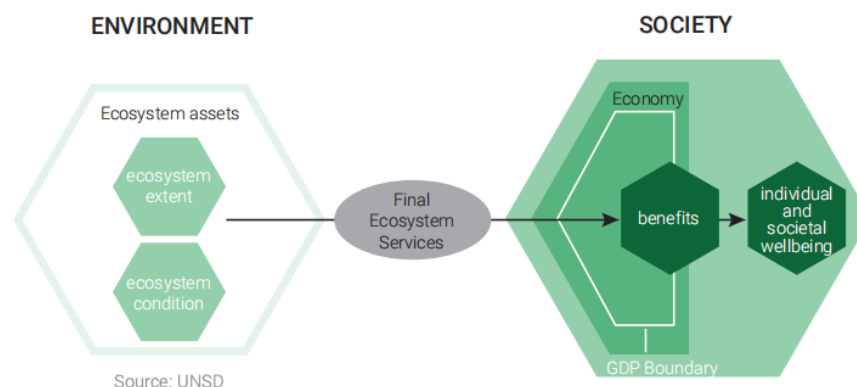 ENVIRONMENT
SOCIETY
Ecosystem assets
ecosystem
extent
ecosystem
condition
Final
Ecosystem
Services
Economy
benefits
individual
and
societal
wellbeing
GDP Boundary
Source: UNSD